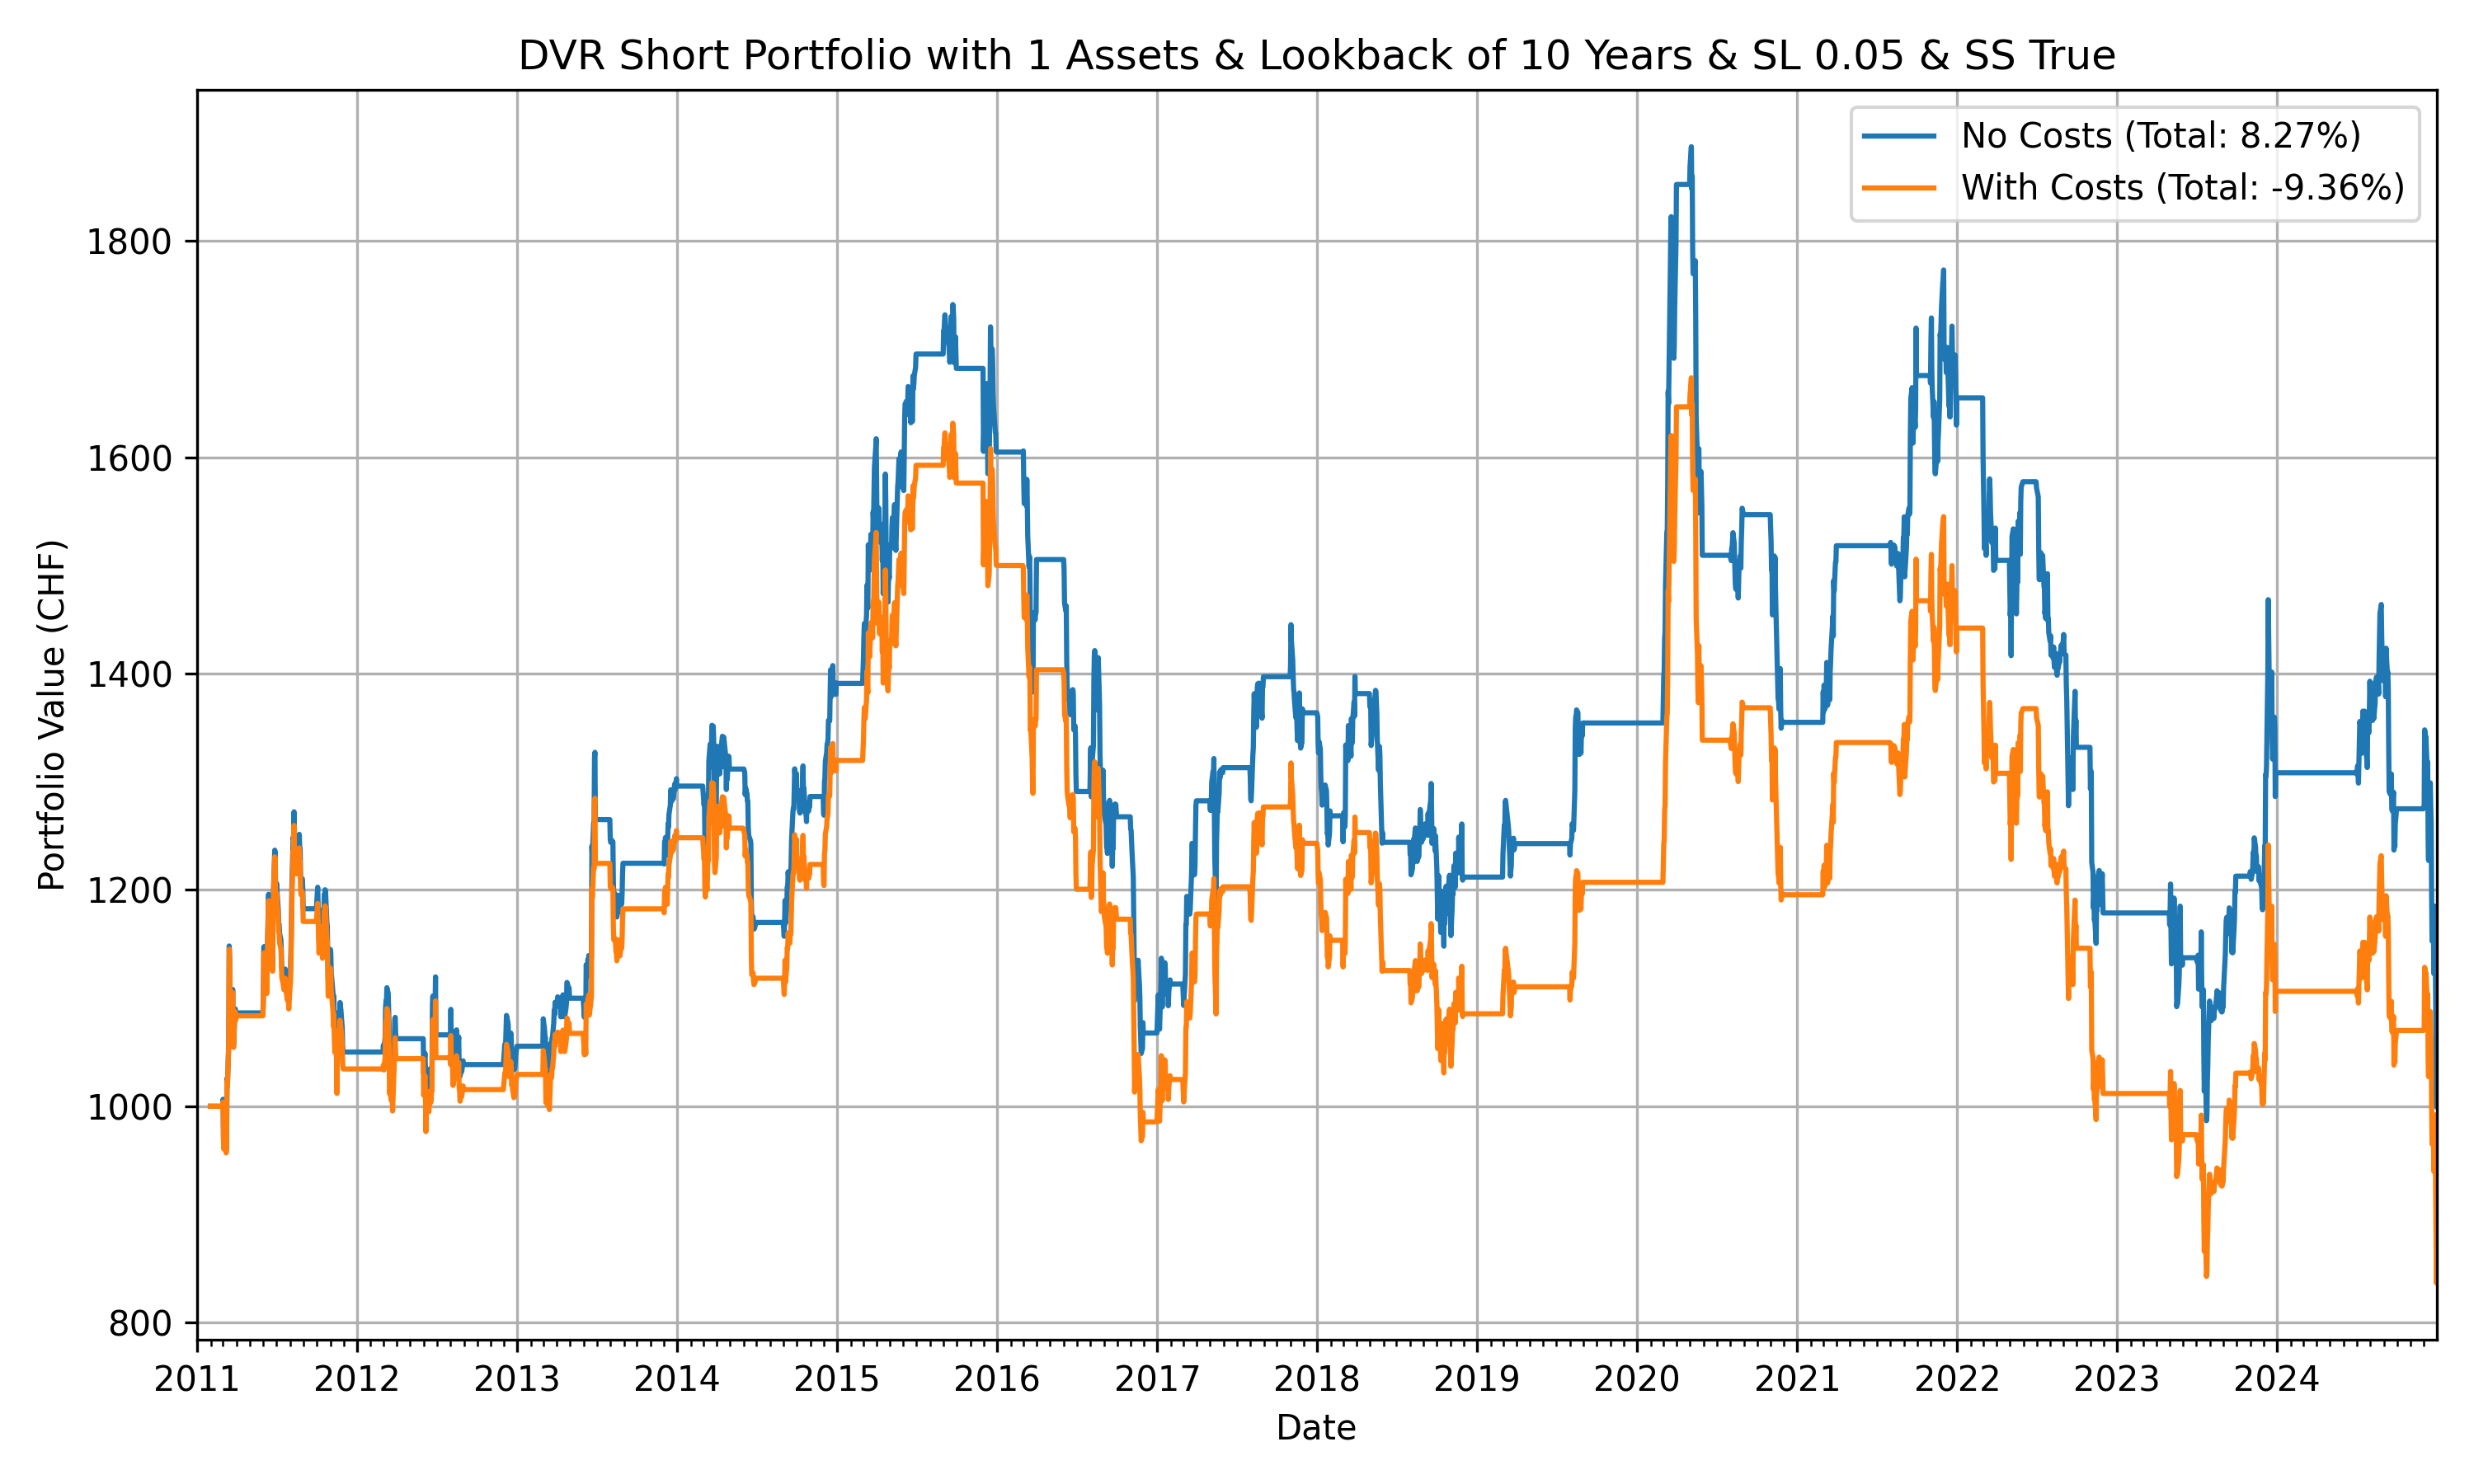 DVR Short Portfolio with 1 Assets & Lookback of 10 Years & SL 0.05 & SS True
No Costs (Total: 8.27%)
With Costs (Total: -9.36%)
Portfolio Value (CHF)
1800
1600
1400
1200
1000
800
2011 2012 2013 2014 2015 2016 2017 2018 2019 2020 2021 2022 2023 2024
Date